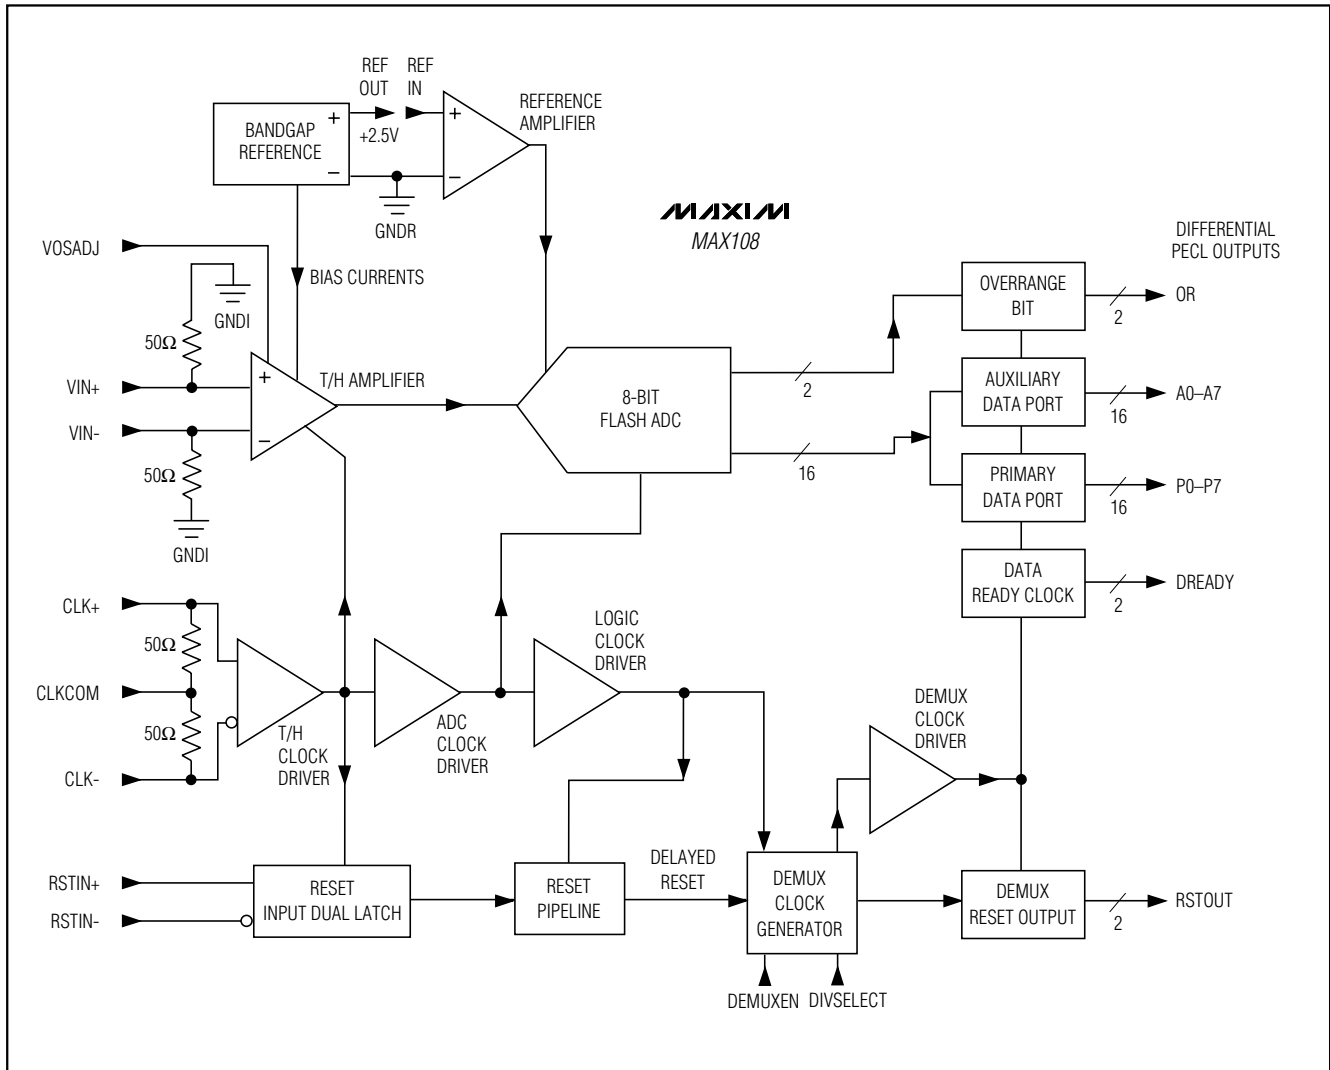 REF
OUT
REF
IN
BANDGAP
REFERENCE
+
−
+2.5V
+
−
REFERENCE
AMPLIFIER
GNDR
MAXIM
MAX108
DIFFERENTIAL
PECL OUTPUTS
VOSADJ
BIAS CURRENTS
GNDI
50Ω
VIN+
+
−
T/H AMPLIFIER
VIN-
50Ω
GNDI
8-BIT
FLASH ADC
2
16
OVERRANGE
BIT
2
OR
AUXILIARY
DATA PORT
16
A0–A7
PRIMARY
DATA PORT
16
P0–P7
DATA
READY CLOCK
2
DREADY
CLK+
50Ω
CLKCOM
50Ω
CLK-
T/H
CLOCK
DRIVER
ADC
CLOCK
DRIVER
LOGIC
CLOCK
DRIVER
DEMUX
CLOCK
DRIVER
RSTIN+
RSTIN-
RESET
INPUT DUAL LATCH
RESET
PIPELINE
DELAYED
RESET
DEMUX
CLOCK
GENERATOR
DEMUX
RESET OUTPUT
2
RSTOUT
DEMUXEN
DIVSELECT